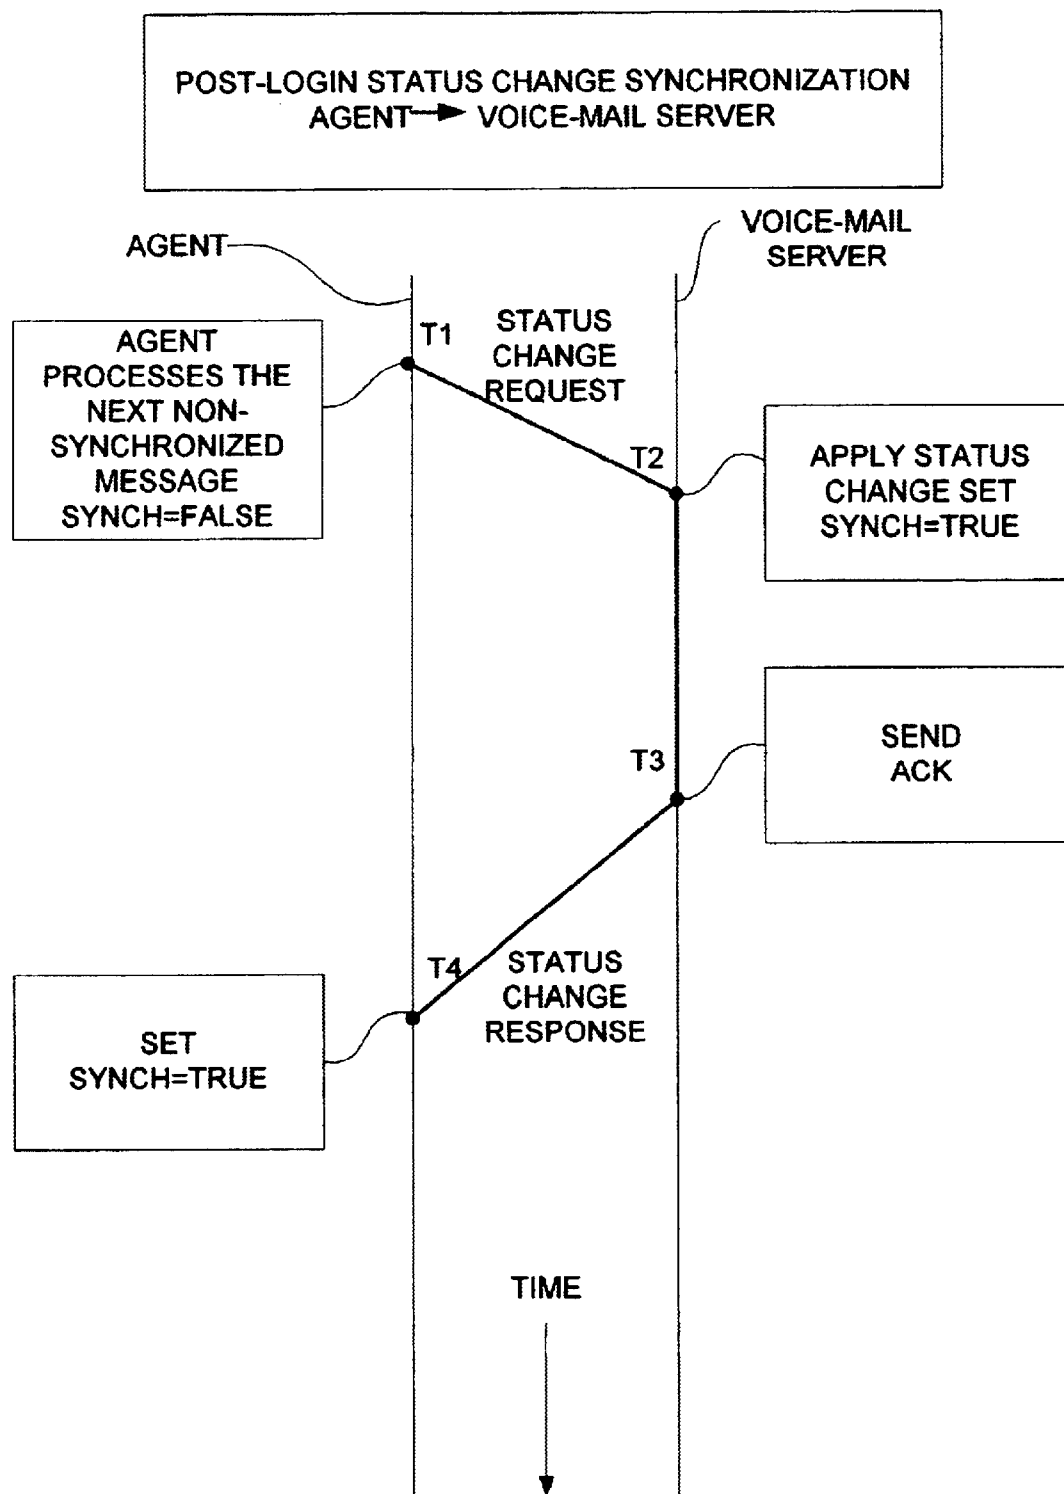 POST-LOGIN STATUS CHANGE SYNCHRONIZATION
AGENT → VOICE-MAIL SERVER
AGENT
VOICE-MAIL
SERVER
T1
STATUS
CHANGE
REQUEST
AGENT
PROCESSES THE
NEXT NON-
SYNCHRONIZED
MESSAGE
SYNCH=FALSE
T2
APPLY STATUS
CHANGE SET
SYNCH=TRUE
T3
SEND
ACK
T4
STATUS
CHANGE
RESPONSE
SET
SYNCH=TRUE
TIME